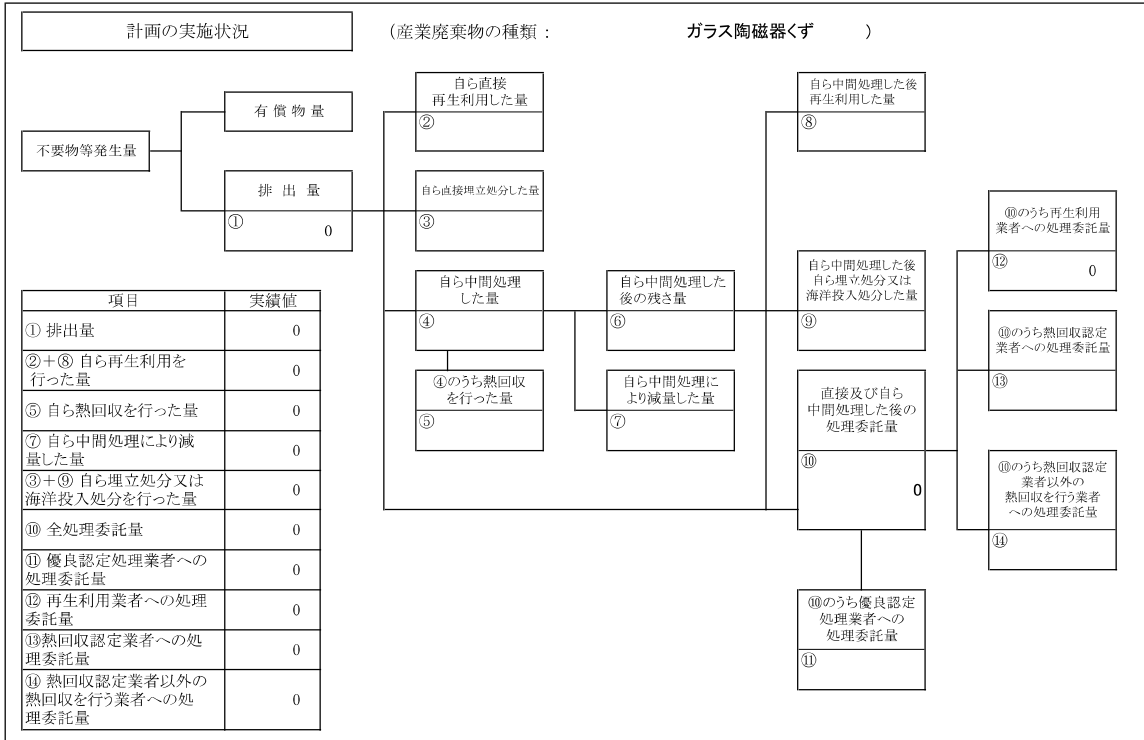 計画の実施状況
(産業廃棄物の種類： ガラス陶磁器くず )
不要物等発生量
有償物量
排出量
①
0
自ら直接
再生利用した量
②
自ら直接埋立処分した量
③
自ら中間処理
した量
④
④のうち熱回収
を行った量
⑤
自ら中間処理した
後の残さ量
⑥
自ら中間処理に
より減量した量
⑦
自ら中間処理した後
再生利用した量
⑧
自ら中間処理した後
自ら埋立処分又は
海洋投入処分した量
⑨
直接及び自ら
中間処理した後の
処理委託量
⑩
0
⑩のうち優良認定
処理業者への
処理委託量
⑪
⑩のうち再生利用
業者への処理委託量
⑫
0
⑩のうち熱回収認定
業者への処理委託量
⑬
⑩のうち熱回収認定
業者以外の
熱回収を行う業者
への処理委託量
⑭
項目 実績値
① 排出量 0
②＋⑧ 自ら再生利用を
行った量 0
⑤ 自ら熱回収を行った量 0
⑦ 自ら中間処理により減
量した量 0
③＋⑨ 自ら埋立処分又は
海洋投入処分を行った量 0
⑩ 全処理委託量 0
⑪ 優良認定処理業者への
処理委託量 0
⑫ 再生利用業者への処理
委託量 0
⑬熱回収認定業者への処
理委託量 0
⑭ 熱回収認定業者以外の
熱回収を行う業者への処
理委託量 0